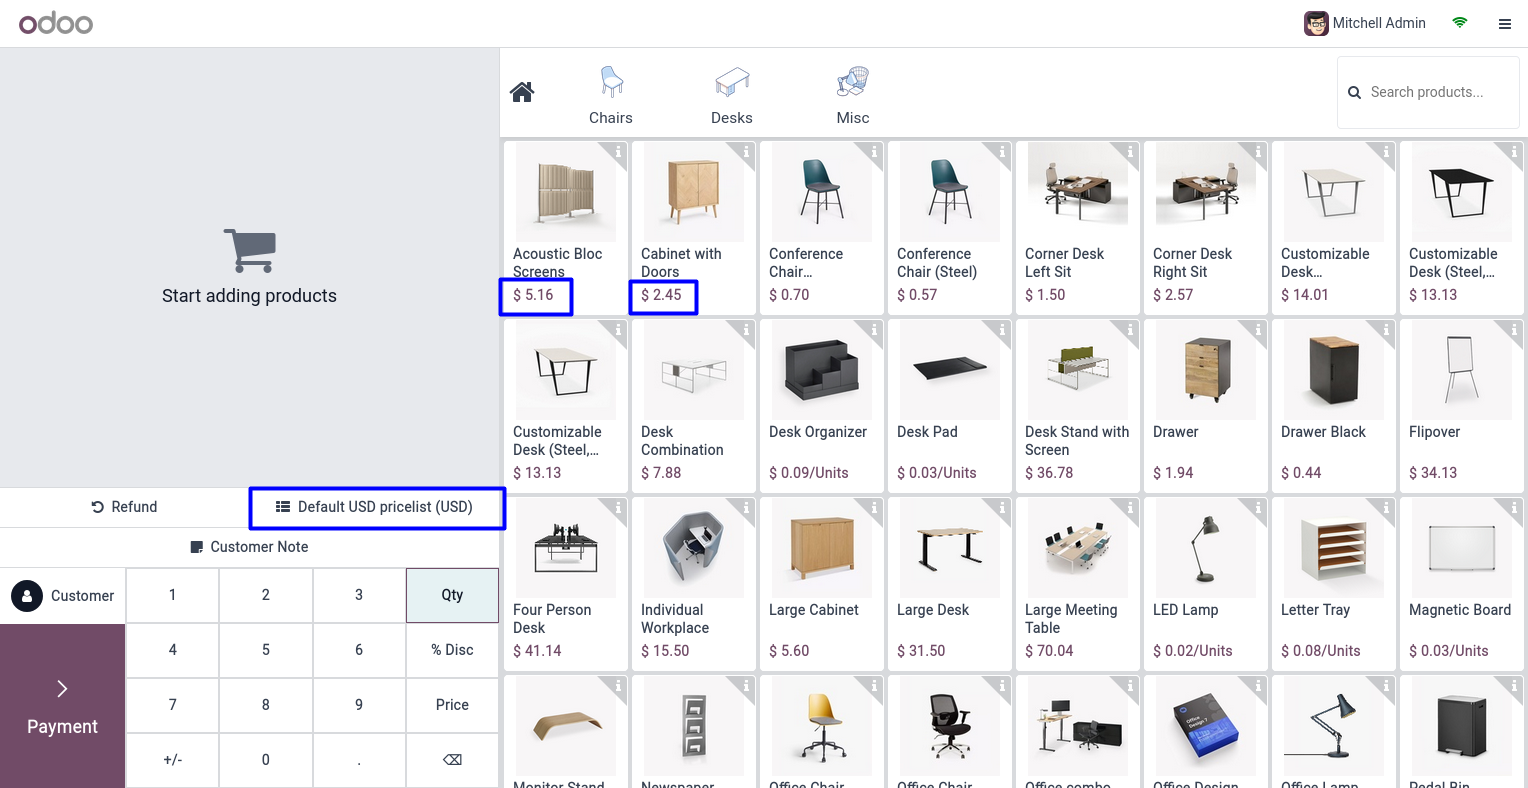 odoo
Mitchell Admin
Chairs
Desks
Misc
Search products...
Start adding products
Acoustic Bloc
Screens
$ 5.16
Cabinet with
Doors
$ 2.45
Conference
Chair...
$ 0.70
Conference
Chair (Steel)
$ 0.57
Corner Desk
Left Sit
$ 1.50
Corner Desk
Right Sit
$ 2.57
Customizable
Desk...
$ 14.01
Customizable
Desk (Steel,...
$ 13.13
Customizable
Desk (Steel,...
$ 13.13
Desk
Combination
$ 7.88
Desk Organizer
$ 0.09/Units
Desk Pad
$ 0.03/Units
Desk Stand with
Screen
$ 36.78
Drawer
$ 1.94
Drawer Black
$ 0.44
Flipover
$ 34.13
Four Person
Desk
$ 41.14
Individual
Workplace
$ 15.50
Large Cabinet
$ 5.60
Large Desk
$ 31.50
Large Meeting
Table
$ 70.04
LED Lamp
$ 0.02/Units
Letter Tray
$ 0.08/Units
Magnetic Board
$ 0.03/Units
Monitor Stand
Newspaper
Office Chair
Office Chair
Office combo
Office Design
Office
Design 7
Office Lamp
Pedal Bin
Refund
Default USD pricelist (USD)
Customer Note
Customer
1
2
3
Qty
4
5
6
% Disc
7
8
9
Price
+/-
0
.
Payment